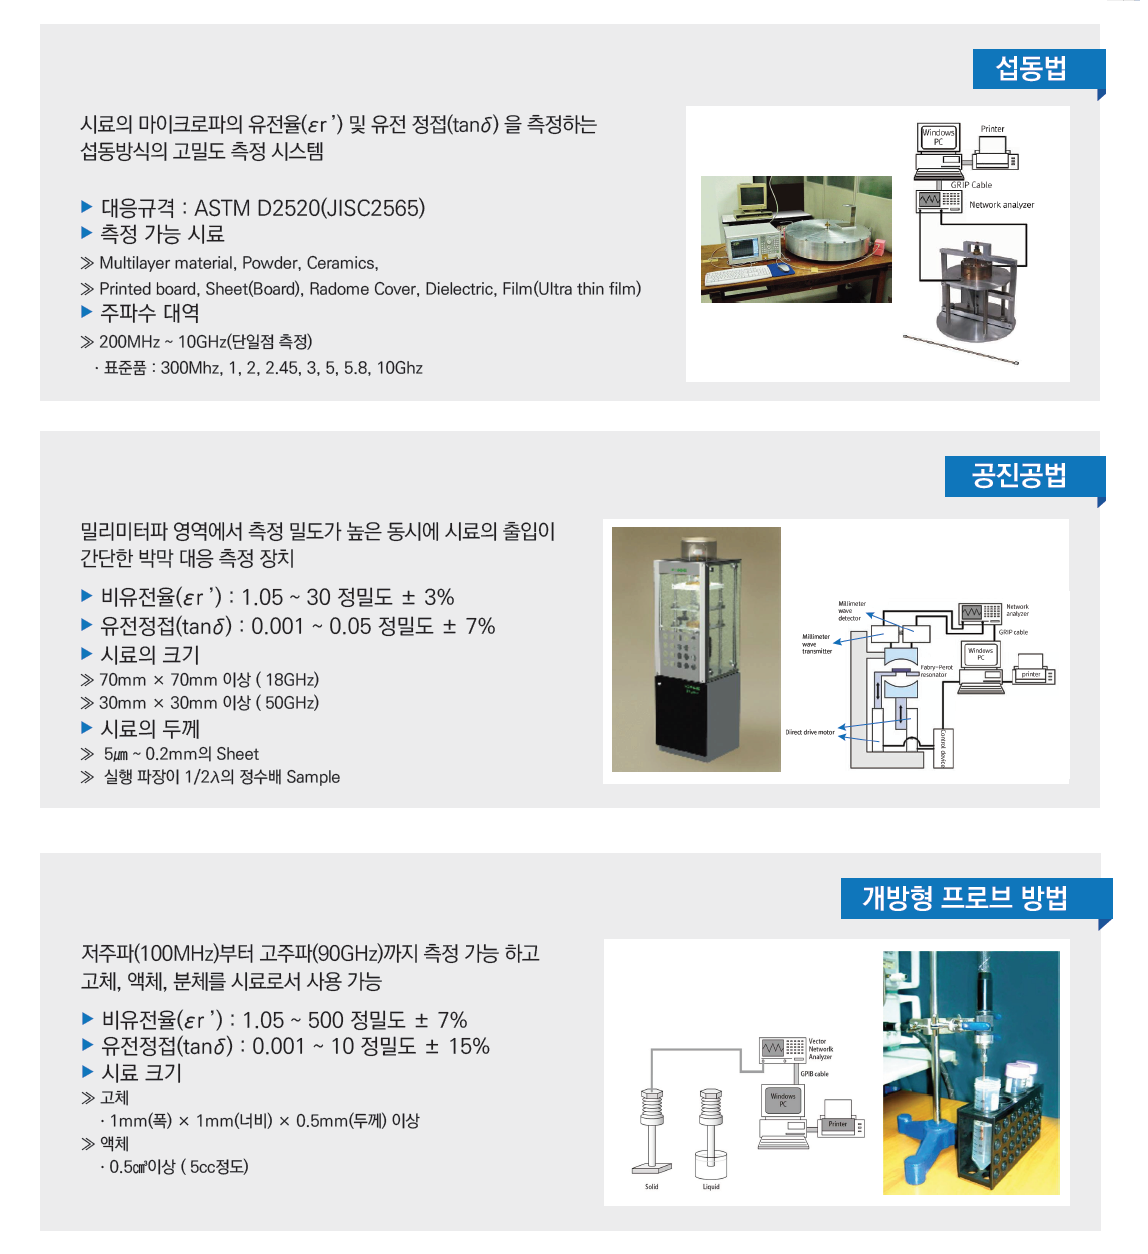 섭동법
시료의 마이크로파의 유전율(εr’) 및 유전 정접(tanδ) 을 측정하는
섭동방식의 고밀도 측정 시스템
▶ 대응규격 : ASTM D2520(JISC2565)
▶ 측정 가능 시료
≫ Multilayer material, Powder, Ceramics,
≫ Printed board, Sheet(Board), Radome Cover, Dielectric, Film(Ultra thin film)
▶ 주파수 대역
≫ 200MHz ~ 10GHz(단일점 측정)
· 표준품 : 300Mhz, 1, 2, 2.45, 3, 5, 5.8, 10Ghz
Windows
PC
Printer
GRIP Cable
Network analyzer
공진공법
밀리미터파 영역에서 측정 밀도가 높은 동시에 시료의 출입이
간단한 박막 대응 측정 장치
▶ 비유전율(εr’) : 1.05 ~ 30 정밀도 ± 3%
▶ 유전정접(tanδ) : 0.001 ~ 0.05 정밀도 ± 7%
▶ 시료의 크기
≫ 70mm × 70mm 이상 ( 18GHz)
≫ 30mm × 30mm 이상 ( 50GHz)
▶ 시료의 두께
≫ 5㎛ ~ 0.2mm의 Sheet
≫ 실행 파장이 1/2λ의 정수배 Sample
Millimeter
wave
detector
Millimeter
wave
transmitter
Network
analyzer
GRIP cable
Windows
PC
Fabry-Perot
resonator
printer
Direct drive motor
Control device
개방형 프로브 방법
저주파(100MHz)부터 고주파(90GHz)까지 측정 가능 하고
고체, 액체, 분체를 시료로서 사용 가능
▶ 비유전율(εr’) : 1.05 ~ 500 정밀도 ± 7%
▶ 유전정접(tanδ) : 0.001 ~ 10 정밀도 ± 15%
▶ 시료 크기
≫ 고체
· 1mm(폭) × 1mm(너비) × 0.5mm(두께) 이상
≫ 액체
· 0.5㎤이상 ( 5cc정도)
Vector
Network
Analyzer
GPIB cable
Windows
PC
Printer
Solid
Liquid